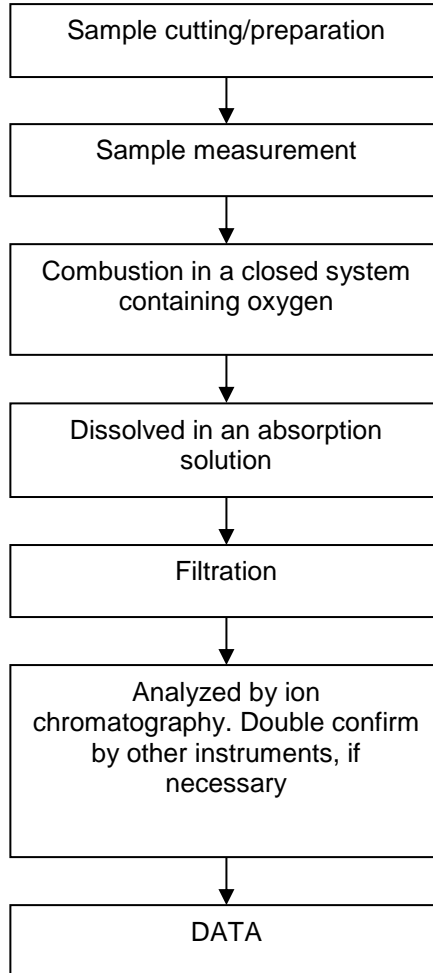 Sample cutting/preparation
Sample measurement
Combustion in a closed system
containing oxygen
Dissolved in an absorption
solution
Filtration
Analyzed by ion
chromatography. Double confirm
by other instruments, if
necessary
DATA